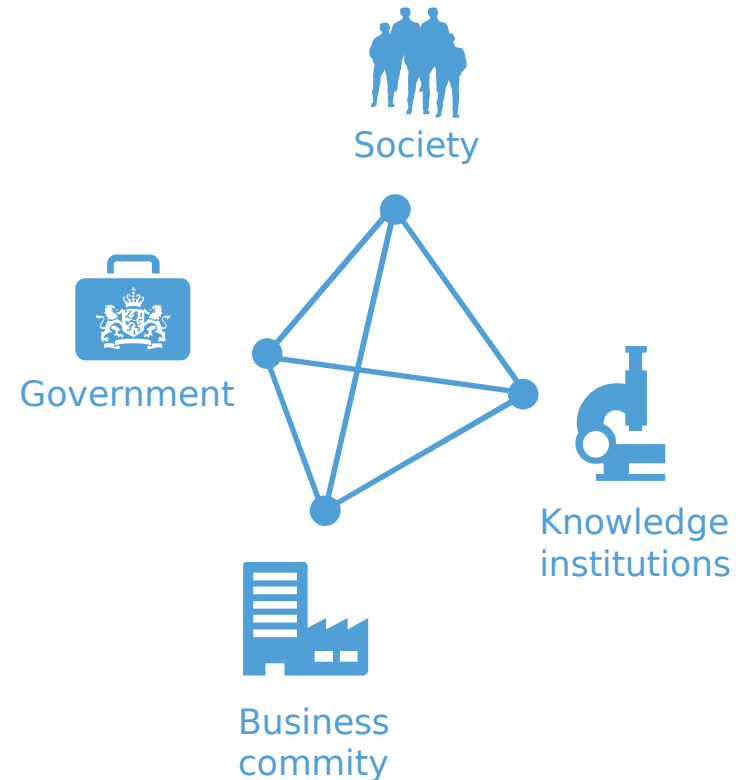 Society
Government
Knowledge
institutions
Business
commity